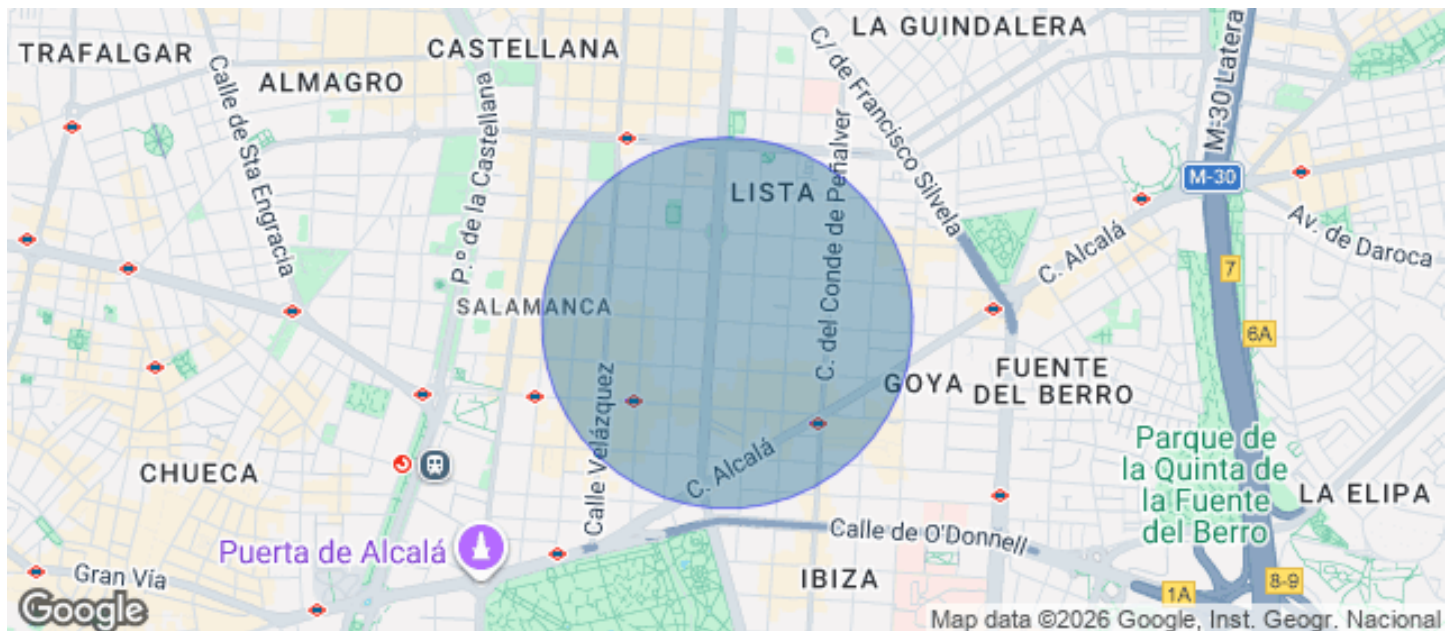 LA GUINDALERA
TRAFALGAR
CASTELLANA
ALMAGRO
Calle de Sta Engracia
P.º de la Castellana
C/ de Francisco Silvela
M-30 Latera
C. del Conde de Peñalver
LISTA
M-30
Av. de Daroca
C. Alcalá
7
SALAMANCA
6A
FUENTE
DEL BERRO
GOYA
Calle Velázquez
C. Alcalá
CHUECA
Parque de
la Quinta de
la Fuente
del Berro
LA ELIPA
Puerta de Alcalá
Calle de O'Donnell
Gran Vía
IBIZA
1A
8-9
Google
Map data ©2026 Google, Inst. Geogr. Nacional